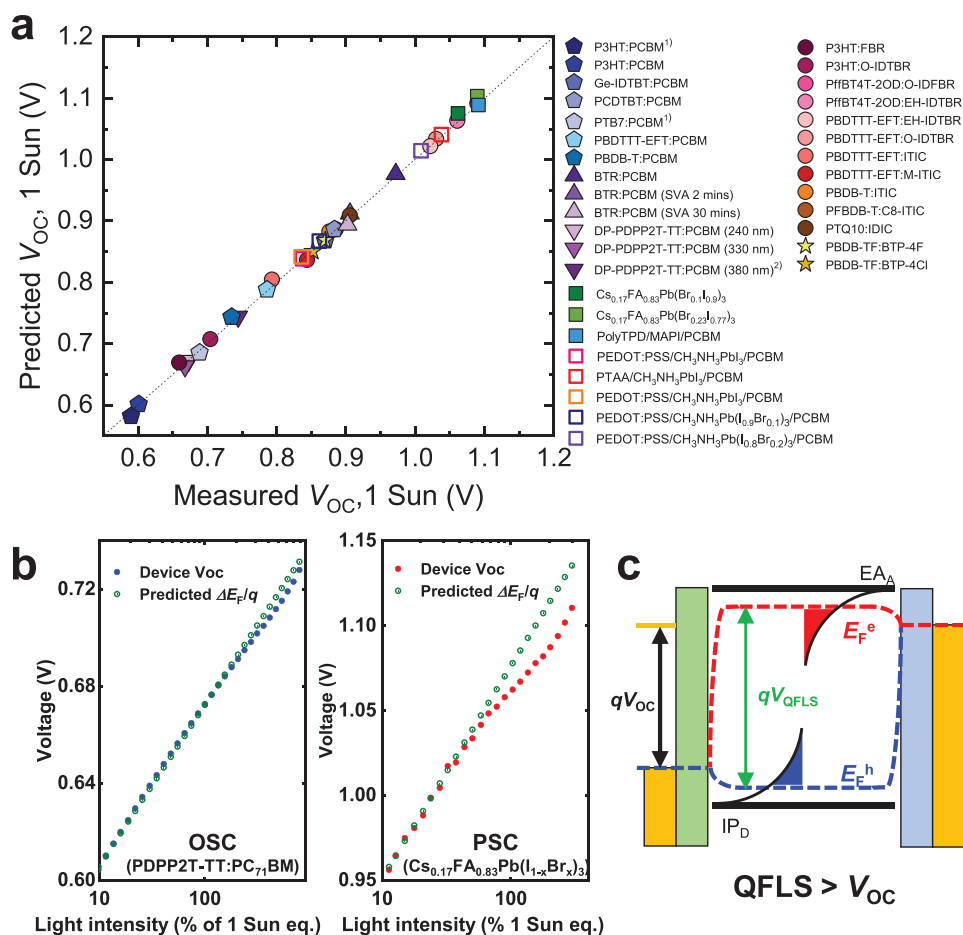 a
Predicted VOC, 1 Sun (V)
1.2
1.1
1.0
0.9
0.8
0.7
0.6
0.6 0.7 0.8 0.9 1.0 1.1 1.2
Measured VOC,1 Sun (V)
P3HT:PCBM1)
P3HT:PCBM
Ge-IDTBT:PCBM
PCDTBT:PCBM
PTB7:PCBM1)
PBDTTT-EFT:PCBM
PBDB-T:PCBM
BTR:PCBM
BTR:PCBM (SVA 2 mins)
BTR:PCBM (SVA 30 mins)
DP-PDPP2T-TT:PCBM (240 nm)
DP-PDPP2T-TT:PCBM (330 nm)
DP-PDPP2T-TT:PCBM (380 nm)2)
Cs0.17FA0.83Pb(Br0.1I0.9)3
Cs0.17FA0.83Pb(Br0.23I0.77)3
PolyTPD/MAPI/PCBM
PEDOT:PSS/CH3NH3PbI3/PCBM
PTAA/CH3NH3PbI3/PCBM
PEDOT:PSS/CH3NH3PbI3/PCBM
PEDOT:PSS/CH3NH3Pb(I0.9Br0.1)3/PCBM
PEDOT:PSS/CH3NH3Pb(I0.8Br0.2)3/PCBM
P3HT:FBR
P3HT:O-IDTBR
PffBT4T-2OD:O-IDFBR
PffBT4T-2OD:EH-IDTBR
PBDTTT-EFT:EH-IDTBR
PBDTTT-EFT:O-IDTBR
PBDTTT-EFT:ITIC
PBDTTT-EFT:M-ITIC
PBDB-T:ITIC
PFBDB-T:C8-ITIC
PTQ10:IDIC
PBDB-TF:BTP-4F
PBDB-TF:BTP-4Cl
b
Voltage (V)
0.72
0.68
0.64
0.60
Device Voc
Predicted ΔEF/q
OSC
(PDPP2T-TT:PC71BM)
10 100
Light intensity (% of 1 Sun eq.)
Voltage (V)
1.15
1.10
1.05
1.00
0.95
Device Voc
Predicted ΔEF/q
PSC
(Cs0.17FA0.83Pb(I1-xBrx)3)
10 100
Light intensity (% of 1 Sun eq.)
c
EAA
EFe
qVOC
qVQFLS
EFh
IPD
QFLS > VOC